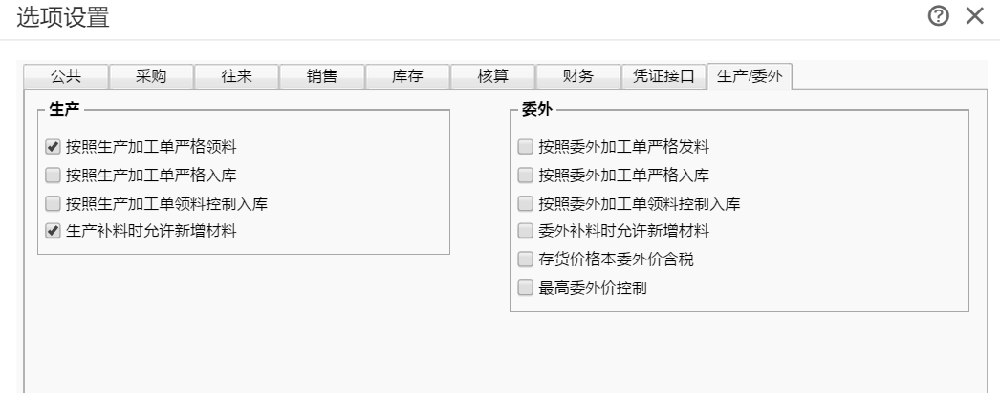 选项设置
公共 采购 往来 销售 库存 核算 财务 凭证接口 生产/委外
生产
按照生产加工单严格领料
按照生产加工单严格入库
按照生产加工单领料控制入库
生产补料时允许新增材料
委外
按照委外加工单严格发料
按照委外加工单严格入库
按照委外加工单领料控制入库
委外补料时允许新增材料
存货价格本委外价含税
最高委外价控制